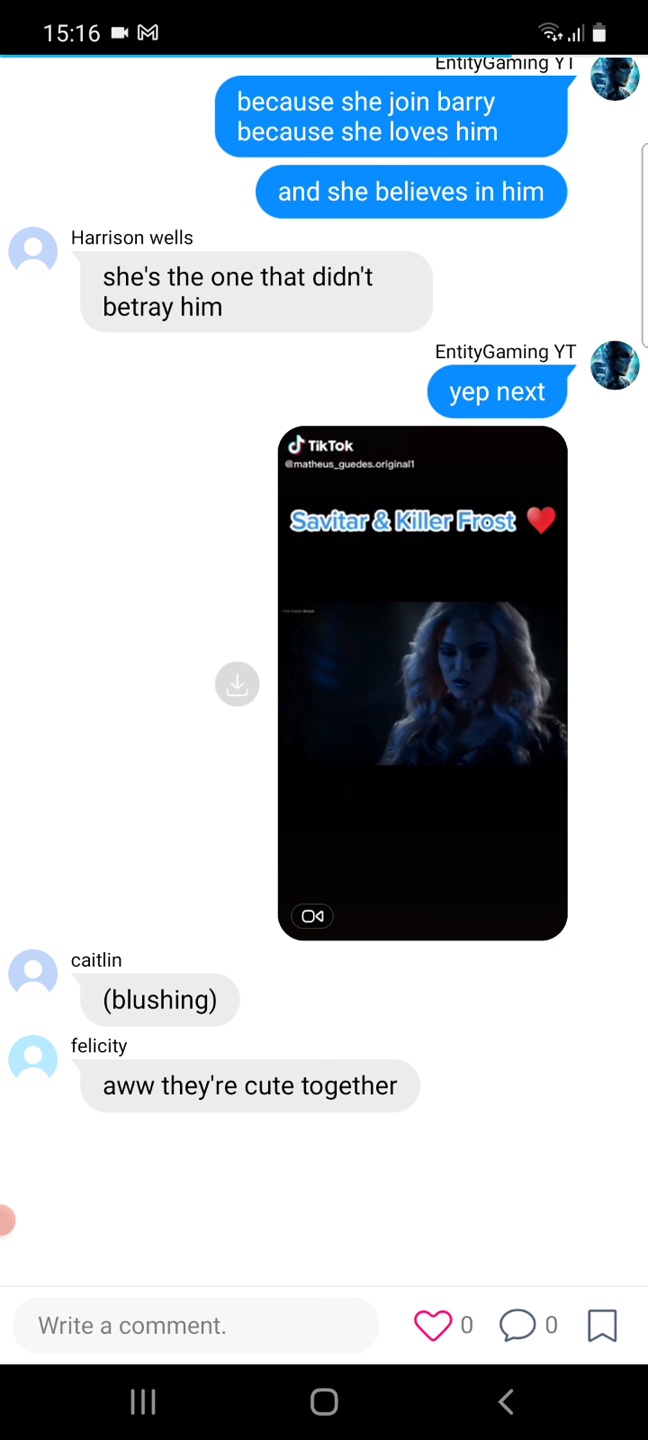 15:16
EntityGaming YT
because she join barry
because she loves him
and she believes in him
Harrison wells
she's the one that didn't
betray him
EntityGaming YT
yep next
TikTok
@matheus_guedes.original1
Savitar & Killer Frost
caitlin
(blushing)
felicity
aww they're cute together
Write a comment.
0
0